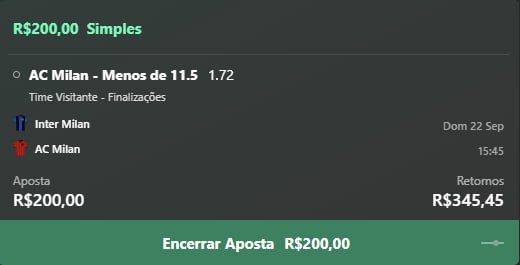 R$200,00 Simples
AC Milan - Menos de 11.5 1.72
Time Visitante - Finalizações
Inter Milan
Dom 22 Sep
AC Milan
15:45
Aposta
Retornos
R$200,00
R$345,45
Encerrar Aposta R$200,00